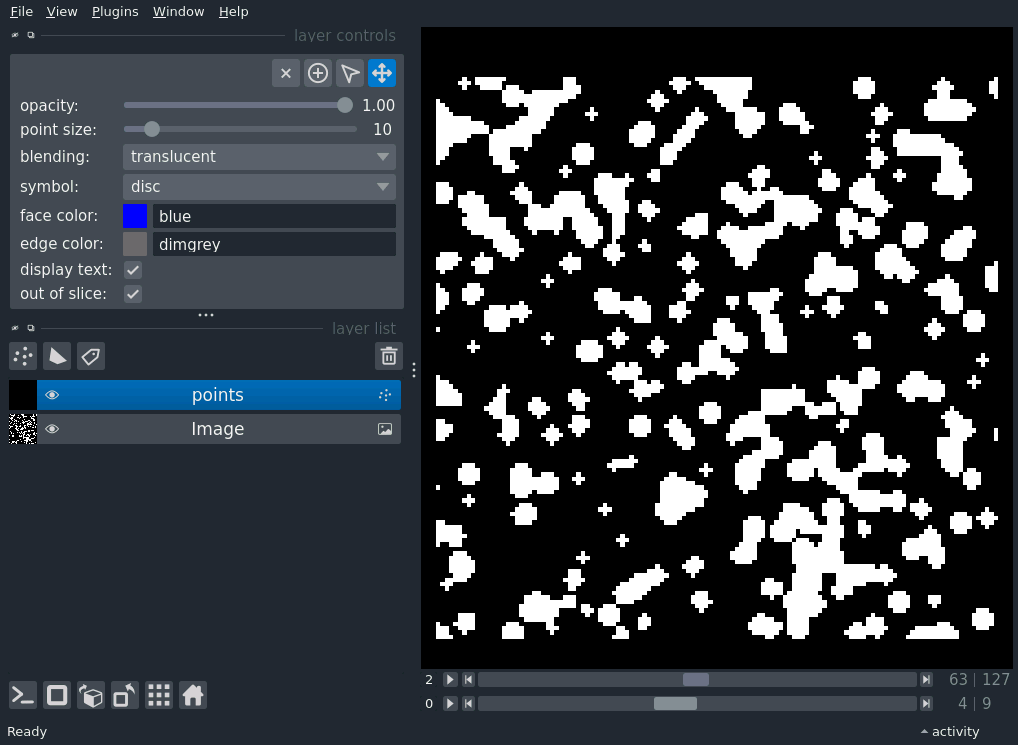 File View Plugins Window Help
layer controls
opacity: 1.00
point size: 10
blending: translucent
symbol: disc
face color: blue
edge color: dimgrey
display text:
out of slice:
layer list
points
Image
2 63 | 127
0 4 | 9
Ready activity